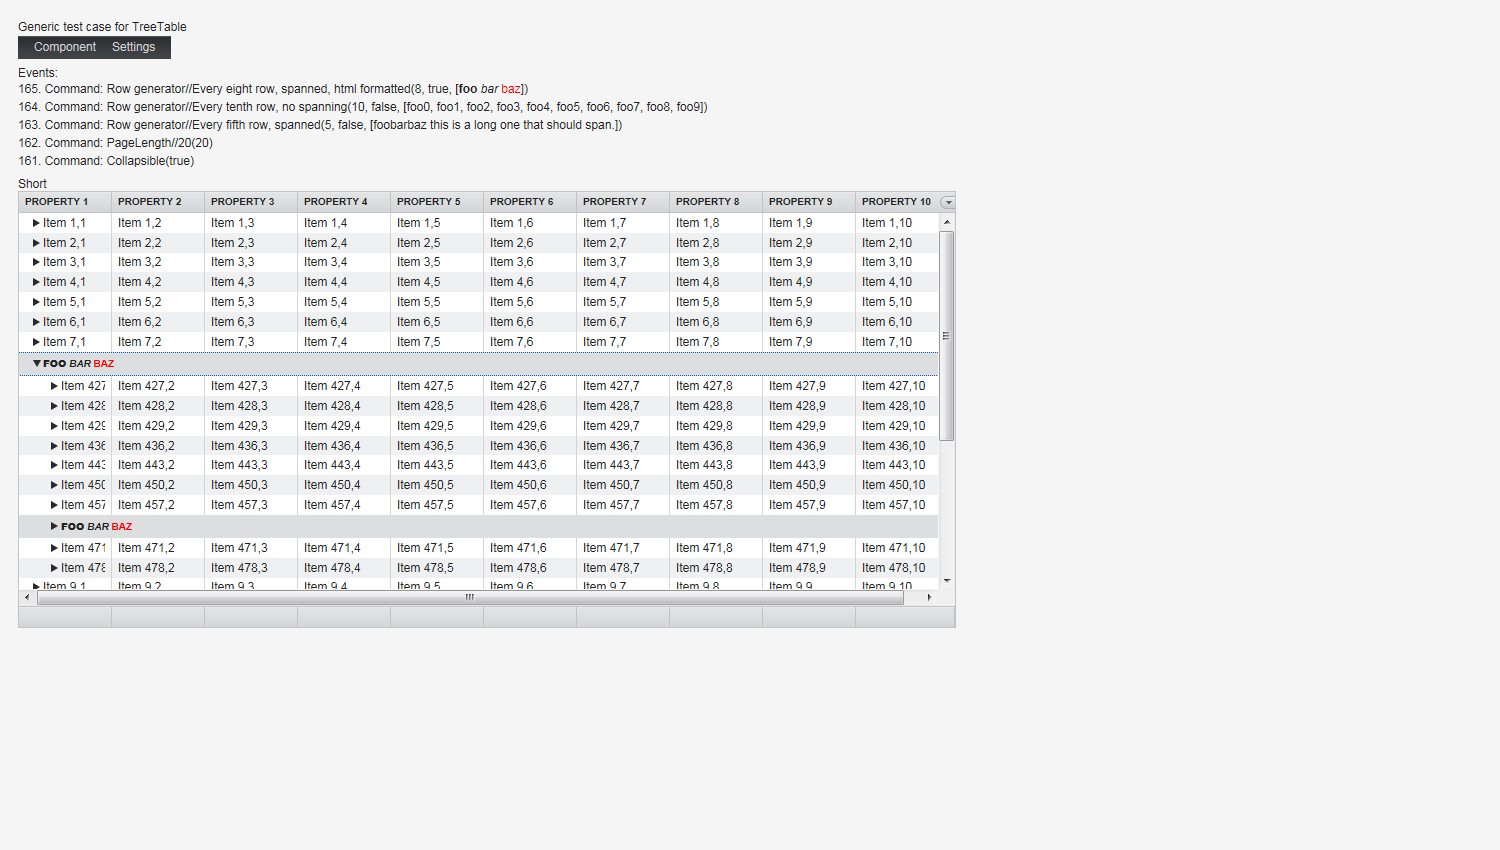 Generic test case for TreeTable
Component Settings
Events:
165. Command: Row generator//Every eight row, spanned, html formatted(8, true, [foo bar baz])
164. Command: Row generator//Every tenth row, no spanning(10, false, [foo0, foo1, foo2, foo3, foo4, foo5, foo6, foo7, foo8, foo9])
163. Command: Row generator//Every fifth row, spanned(5, false, [foobarbaz this is a long one that should span.])
162. Command: PageLength//20(20)
161. Command: Collapsible(true)
Short
PROPERTY 1 PROPERTY 2 PROPERTY 3 PROPERTY 4 PROPERTY 5 PROPERTY 6 PROPERTY 7 PROPERTY 8 PROPERTY 9 PROPERTY 10
Item 1,1 Item 1,2 Item 1,3 Item 1,4 Item 1,5 Item 1,6 Item 1,7 Item 1,8 Item 1,9 Item 1,10
Item 2,1 Item 2,2 Item 2,3 Item 2,4 Item 2,5 Item 2,6 Item 2,7 Item 2,8 Item 2,9 Item 2,10
Item 3,1 Item 3,2 Item 3,3 Item 3,4 Item 3,5 Item 3,6 Item 3,7 Item 3,8 Item 3,9 Item 3,10
Item 4,1 Item 4,2 Item 4,3 Item 4,4 Item 4,5 Item 4,6 Item 4,7 Item 4,8 Item 4,9 Item 4,10
Item 5,1 Item 5,2 Item 5,3 Item 5,4 Item 5,5 Item 5,6 Item 5,7 Item 5,8 Item 5,9 Item 5,10
Item 6,1 Item 6,2 Item 6,3 Item 6,4 Item 6,5 Item 6,6 Item 6,7 Item 6,8 Item 6,9 Item 6,10
Item 7,1 Item 7,2 Item 7,3 Item 7,4 Item 7,5 Item 7,6 Item 7,7 Item 7,8 Item 7,9 Item 7,10
FOO BAR BAZ
Item 427 Item 427,2 Item 427,3 Item 427,4 Item 427,5 Item 427,6 Item 427,7 Item 427,8 Item 427,9 Item 427,10
Item 428 Item 428,2 Item 428,3 Item 428,4 Item 428,5 Item 428,6 Item 428,7 Item 428,8 Item 428,9 Item 428,10
Item 429 Item 429,2 Item 429,3 Item 429,4 Item 429,5 Item 429,6 Item 429,7 Item 429,8 Item 429,9 Item 429,10
Item 436 Item 436,2 Item 436,3 Item 436,4 Item 436,5 Item 436,6 Item 436,7 Item 436,8 Item 436,9 Item 436,10
Item 443 Item 443,2 Item 443,3 Item 443,4 Item 443,5 Item 443,6 Item 443,7 Item 443,8 Item 443,9 Item 443,10
Item 450 Item 450,2 Item 450,3 Item 450,4 Item 450,5 Item 450,6 Item 450,7 Item 450,8 Item 450,9 Item 450,10
Item 457 Item 457,2 Item 457,3 Item 457,4 Item 457,5 Item 457,6 Item 457,7 Item 457,8 Item 457,9 Item 457,10
FOO BAR BAZ
Item 471 Item 471,2 Item 471,3 Item 471,4 Item 471,5 Item 471,6 Item 471,7 Item 471,8 Item 471,9 Item 471,10
Item 478 Item 478,2 Item 478,3 Item 478,4 Item 478,5 Item 478,6 Item 478,7 Item 478,8 Item 478,9 Item 478,10
Item 9,1 Item 9,2 Item 9,3 Item 9,4 Item 9,5 Item 9,6 Item 9,7 Item 9,8 Item 9,9 Item 9,10